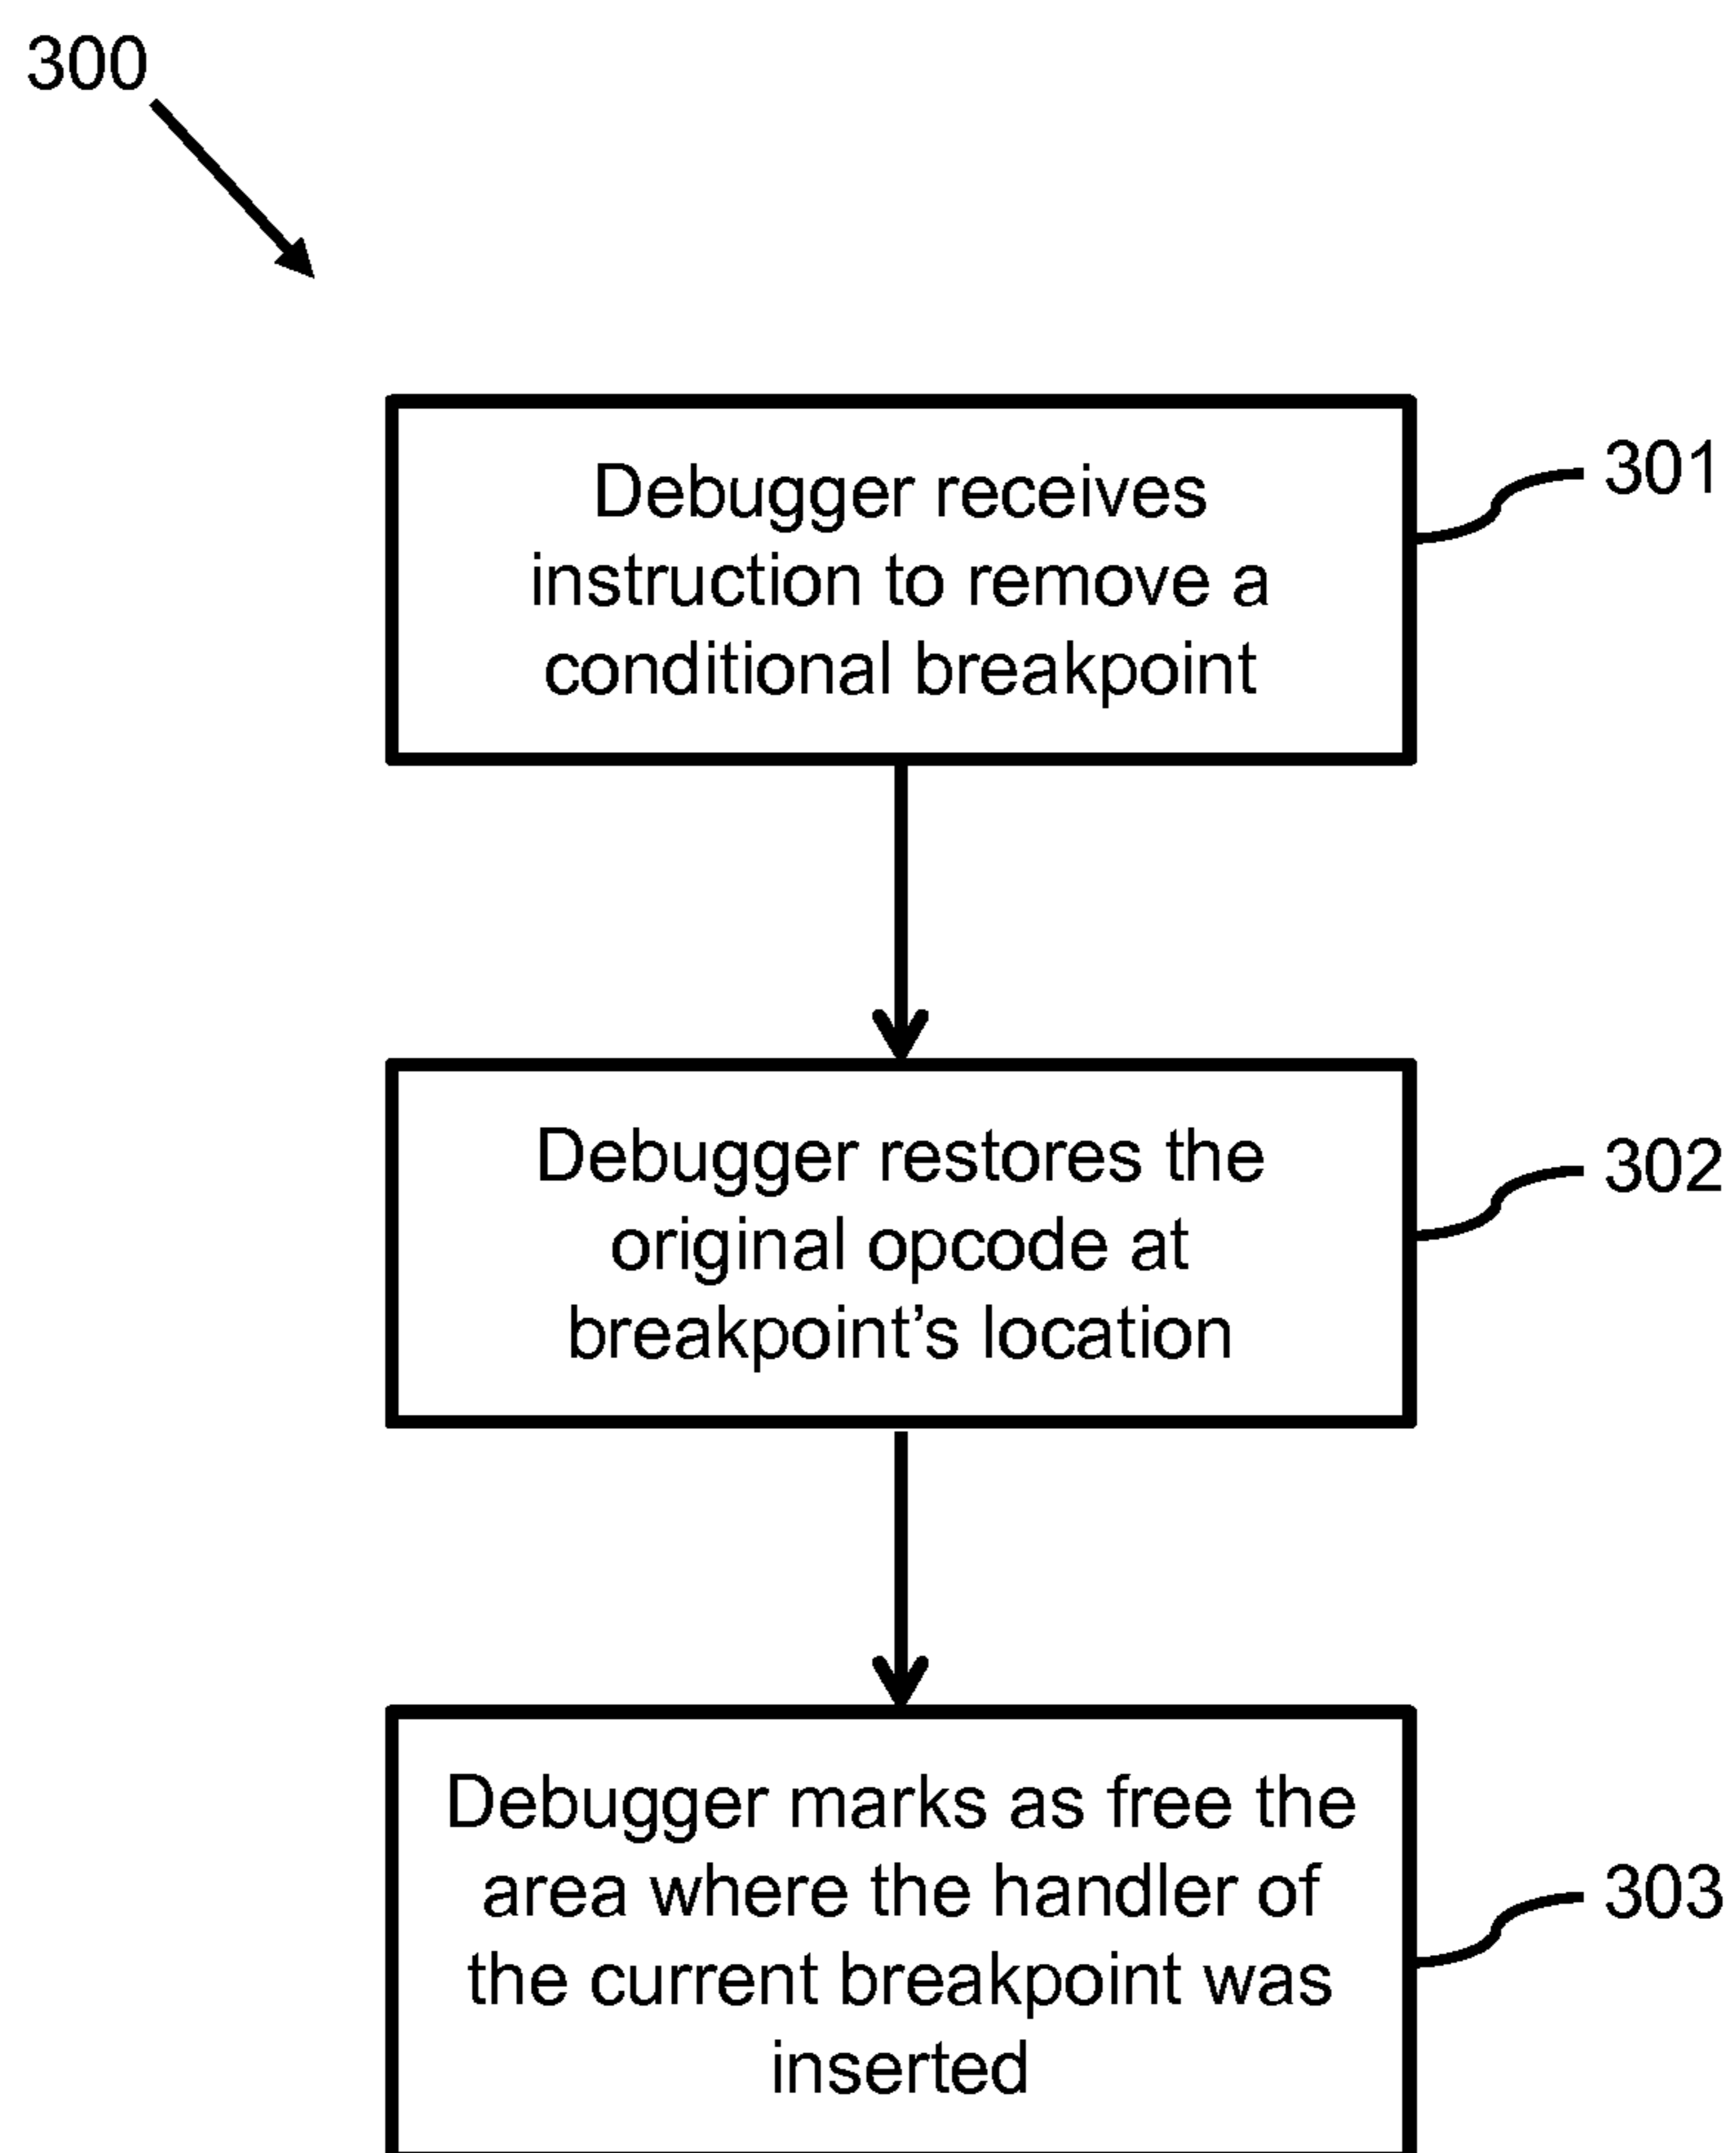 300
Debugger receives
instruction to remove a
conditional breakpoint
301
Debugger restores the
original opcode at
breakpoint’s location
302
Debugger marks as free the
area where the handler of
the current breakpoint was
inserted
303